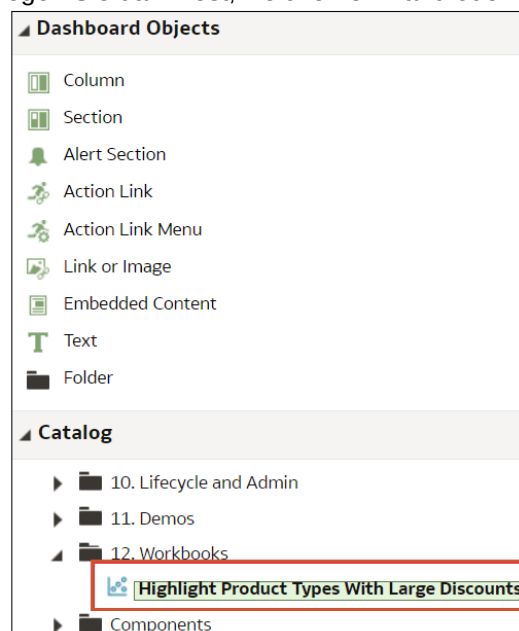 Dashboard Objects
Column
Section
Alert Section
Action Link
Action Link Menu
Link or Image
Embedded Content
Text
Folder
Catalog
10. Lifecycle and Admin
11. Demos
12. Workbooks
Highlight Product Types With Large Discounts
Components